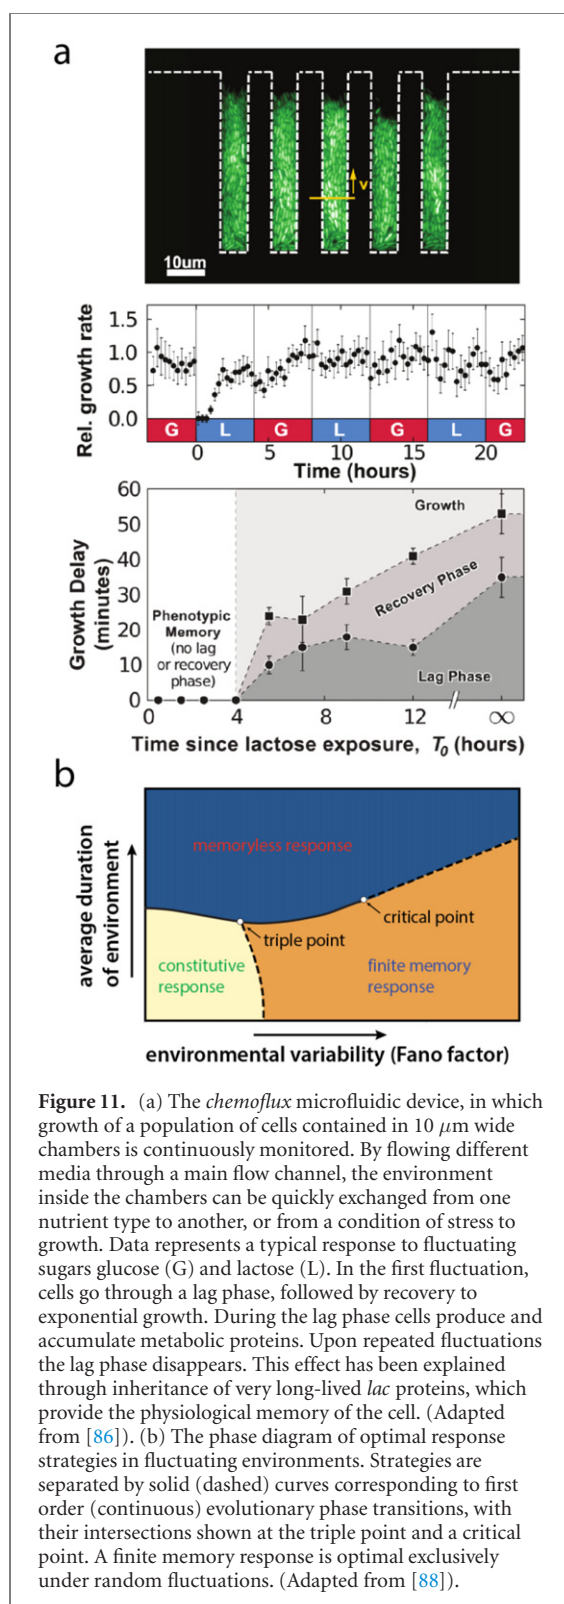 a
v
10um
Rel. growth rate
1.5
1.0
0.5
0.0
G L G L G L G
0 5 10 15 20
Time (hours)
Growth Delay
(minutes)
60
50
40
30
20
10
0
Growth
Recovery Phase
Phenotypic
Memory
(no lag
or recovery
phase)
Lag Phase
0 4 8 12 ∞
Time since lactose exposure, T0 (hours)
b
average duration
of environment
memoryless response
critical point
triple point
constitutive
response
finite memory
response
environmental variability (Fano factor)
Figure 11. (a) The chemoflux microfluidic device, in which
growth of a population of cells contained in 10 μm wide
chambers is continuously monitored. By flowing different
media through a main flow channel, the environment
inside the chambers can be quickly exchanged from one
nutrient type to another, or from a condition of stress to
growth. Data represents a typical response to fluctuating
sugars glucose (G) and lactose (L). In the first fluctuation,
cells go through a lag phase, followed by recovery to
exponential growth. During the lag phase cells produce and
accumulate metabolic proteins. Upon repeated fluctuations
the lag phase disappears. This effect has been explained
through inheritance of very long-lived lac proteins, which
provide the physiological memory of the cell. (Adapted
from [86]). (b) The phase diagram of optimal response
strategies in fluctuating environments. Strategies are
separated by solid (dashed) curves corresponding to first
order (continuous) evolutionary phase transitions, with
their intersections shown at the triple point and a critical
point. A finite memory response is optimal exclusively
under random fluctuations. (Adapted from [88]).